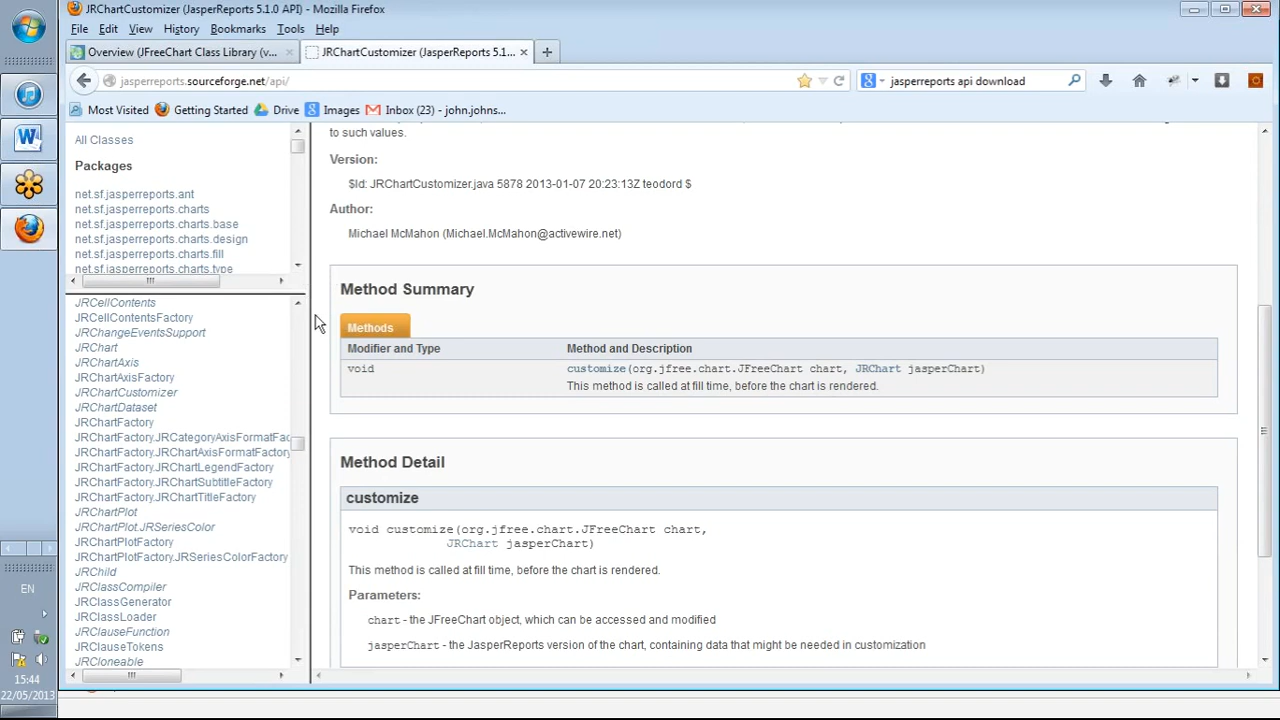 JRChartCustomizer (JasperReports 5.1.0 API) - Mozilla Firefox
File Edit View History Bookmarks Tools Help
Overview (JFreeChart Class Library (v...
JRChartCustomizer (JasperReports 5.1...
jasperreports.sourceforge.net/api/
jasperreports api download
Most Visited Getting Started Drive Images Inbox (23) - john.johns...
All Classes
Packages
net.sf.jasperreports.ant
net.sf.jasperreports.charts
net.sf.jasperreports.charts.base
net.sf.jasperreports.charts.design
net.sf.jasperreports.charts.fill
net.sf.jasperreports.charts.type
JRCellContents
JRCellContentsFactory
JRChangeEventsSupport
JRChart
JRChartAxis
JRChartAxisFactory
JRChartCustomizer
JRChartDataset
JRChartFactory
JRChartFactory.JRCategoryAxisFormatFac
JRChartFactory.JRChartAxisFormatFactory
JRChartFactory.JRChartLegendFactory
JRChartFactory.JRChartSubtitleFactory
JRChartFactory.JRChartTitleFactory
JRChartPlot
JRChartPlot.JRSeriesColor
JRChartPlotFactory
JRChartPlotFactory.JRSeriesColorFactory
JRChild
JRClassCompiler
JRClassGenerator
JRClassLoader
JRClauseFunction
JRClauseTokens
JRCloneable
to such values.
Version:
$Id: JRChartCustomizer.java 5878 2013-01-07 20:23:13Z teodord $
Author:
Michael McMahon (Michael.McMahon@activewire.net)
Method Summary
Methods
Modifier and Type Method and Description
void customize(org.jfree.chart.JFreeChart chart, JRChart jasperChart)
This method is called at fill time, before the chart is rendered.
Method Detail
customize
void customize(org.jfree.chart.JFreeChart chart,
JRChart jasperChart)
This method is called at fill time, before the chart is rendered.
Parameters:
chart - the JFreeChart object, which can be accessed and modified
jasperChart - the JasperReports version of the chart, containing data that might be needed in customization
EN
15:44
22/05/2013